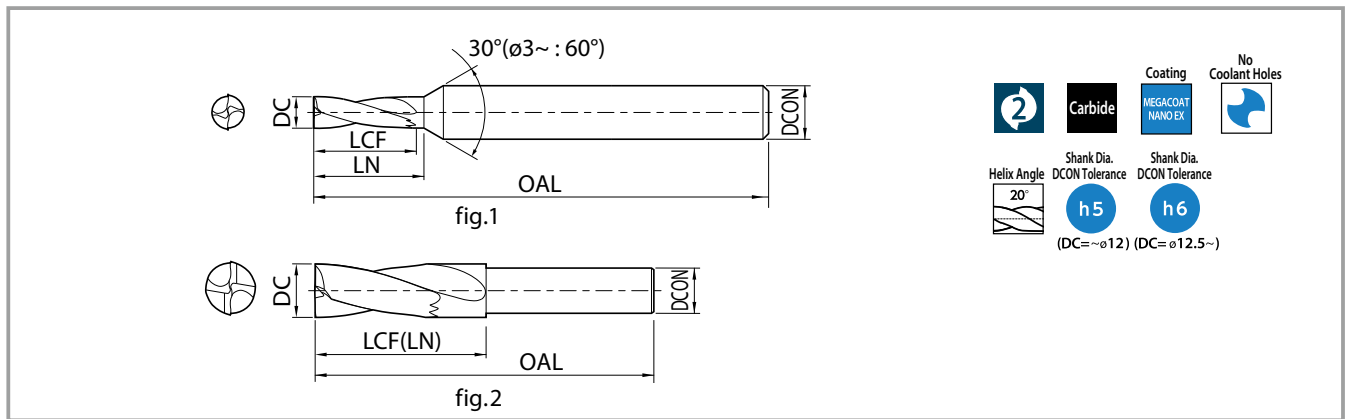 30°(ø3~ : 60°)
DC
DCON
LCF
LN
OAL
fig.1
DC
DCON
LCF(LN)
OAL
fig.2
2
Carbide
Coating
MEGACOAT
NANO EX
No
Coolant Holes
Helix Angle
20°
Shank Dia.
DCON Tolerance
h5
(DC=~ø12)
Shank Dia.
DCON Tolerance
h6
(DC= ø12.5~)